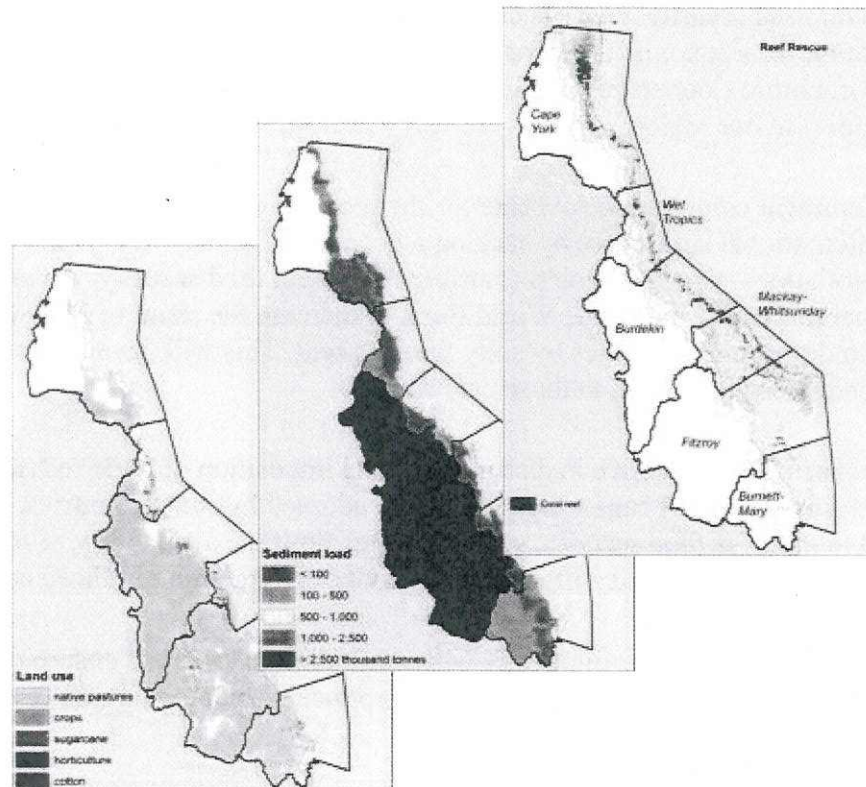 Reef Rescue
Cape
York
Wet
Tropics
Mackay-
Whitsunday
Burdekin
Fitzroy
Burnett-
Mary
Coral reef
Sediment load
< 100
100 - 500
500 - 1,000
1,000 - 2,500
> 2,500 thousand tonnes
Land use
native pastures
crops
sugarcane
horticulture
cotton